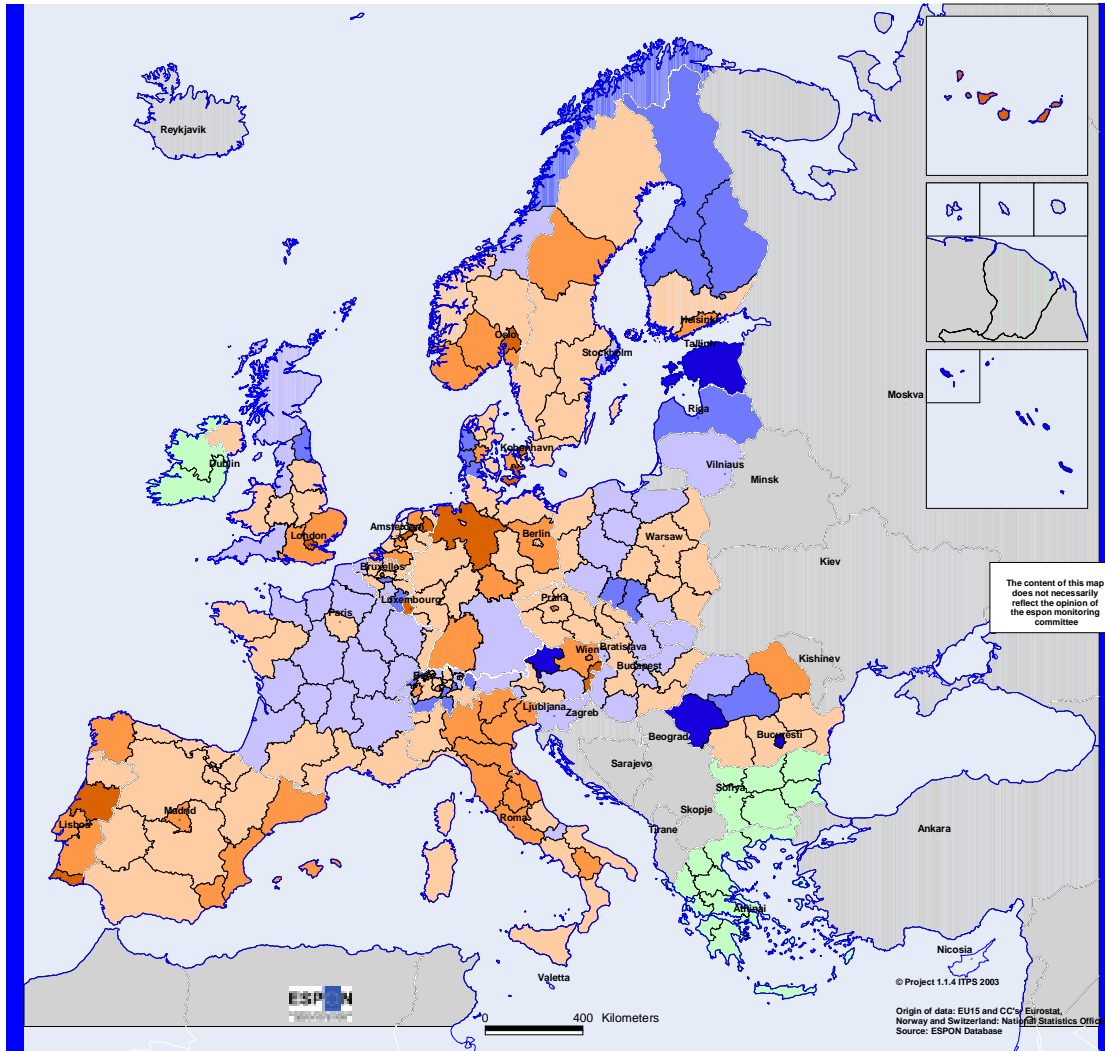 Reykjavik
Oslo
Helsinki
Tallinn
Stockholm
Riga
Moskva
Kobenhavn
Dublin
Vilniaus
Minsk
London
Amsterdam
Berlin
Warsaw
Bruxelles
Kiev
The content of this map
does not necessarily
reflect the opinion of
the espon monitoring
committee
Luxembourg
Praha
Paris
Wien
Bratislava
Budapest
Kishinev
Ljubljana
Zagreb
Beograd
Bucuresti
Sarajevo
Sofiya
Madrid
Lisboa
Roma
Skopje
Tirane
Ankara
Athinai
Nicosia
Valetta
© Project 1.1.4 ITPS 2003
ESPON
0 400 Kilometers
Origin of data: EU15 and CC's: Eurostat,
Norway and Switzerland: National Statistics Office
Source: ESPON Database